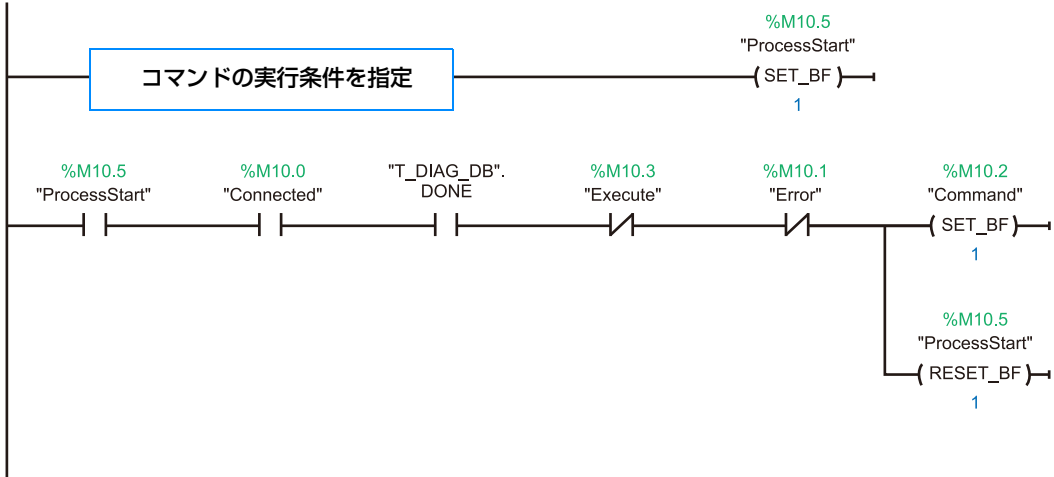 %M10.5
"ProcessStart"
コマンドの実行条件を指定
SET_BF
1
%M10.5
"ProcessStart"
%M10.0
"Connected"
"T_DIAG_DB".
DONE
%M10.3
"Execute"
%M10.1
"Error"
%M10.2
"Command"
SET_BF
1
%M10.5
"ProcessStart"
RESET_BF
1